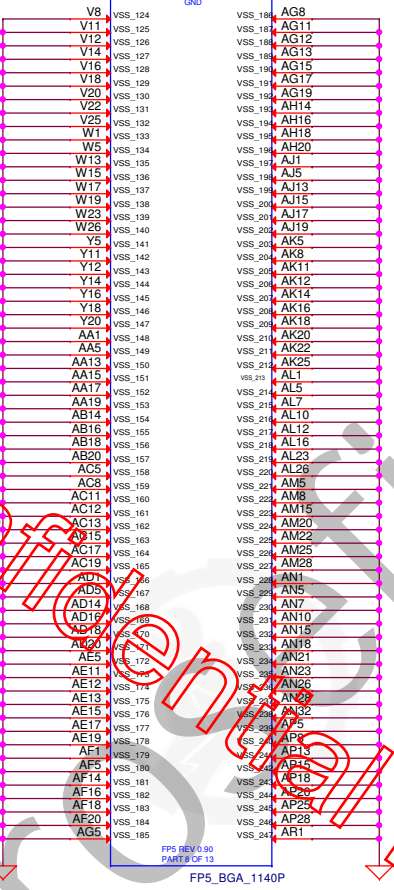 GND
V8 VSS_124 VSS_186 AG8
V11 VSS_125 VSS_187 AG11
V12 VSS_126 VSS_188 AG12
V14 VSS_127 VSS_189 AG13
V16 VSS_128 VSS_190 AG15
V18 VSS_129 VSS_191 AG17
V20 VSS_130 VSS_192 AG19
V22 VSS_131 VSS_193 AH14
V25 VSS_132 VSS_194 AH16
W1 VSS_133 VSS_195 AH18
W5 VSS_134 VSS_196 AH20
W13 VSS_135 VSS_197 AJ1
W15 VSS_136 VSS_198 AJ5
W17 VSS_137 VSS_199 AJ13
W19 VSS_138 VSS_200 AJ15
W23 VSS_139 VSS_201 AJ17
W26 VSS_140 VSS_202 AJ19
Y5 VSS_141 VSS_203 AK5
Y11 VSS_142 VSS_204 AK8
Y12 VSS_143 VSS_205 AK11
Y14 VSS_144 VSS_206 AK12
Y16 VSS_145 VSS_207 AK14
Y18 VSS_146 VSS_208 AK16
Y20 VSS_147 VSS_209 AK18
AA1 VSS_148 VSS_210 AK20
AA5 VSS_149 VSS_211 AK22
AA13 VSS_150 VSS_212 AK25
AA15 VSS_151 VSS_213 AL1
AA17 VSS_152 VSS_214 AL5
AA19 VSS_153 VSS_215 AL7
AB14 VSS_154 VSS_216 AL10
AB16 VSS_155 VSS_217 AL12
AB18 VSS_156 VSS_218 AL16
AB20 VSS_157 VSS_219 AL23
AC5 VSS_158 VSS_220 AL26
AC8 VSS_159 VSS_221 AM5
AC11 VSS_160 VSS_222 AM8
AC12 VSS_161 VSS_223 AM15
AC13 VSS_162 VSS_224 AM20
AC15 VSS_163 VSS_225 AM22
AC17 VSS_164 VSS_226 AM25
AC19 VSS_165 VSS_227 AM28
AD1 VSS_166 VSS_228 AN1
AD5 VSS_167 VSS_229 AN5
AD14 VSS_168 VSS_230 AN7
AD16 VSS_169 VSS_231 AN10
AD18 VSS_170 VSS_232 AN15
AD20 VSS_171 VSS_233 AN18
AE5 VSS_172 VSS_234 AN21
AE11 VSS_173 VSS_235 AN23
AE12 VSS_174 VSS_236 AN26
AE13 VSS_175 VSS_237 AN28
AE15 VSS_176 VSS_238 AN32
AE17 VSS_177 VSS_239 AP5
AE19 VSS_178 VSS_240 AP8
AF1 VSS_179 VSS_241 AP13
AF5 VSS_180 VSS_242 AP15
AF14 VSS_181 VSS_243 AP18
AF16 VSS_182 VSS_244 AP20
AF18 VSS_183 VSS_245 AP25
AF20 VSS_184 VSS_246 AP28
AG5 VSS_185 VSS_247 AR1
FP5 REV 0.90
PART 8 OF 13
FP5_BGA_1140P